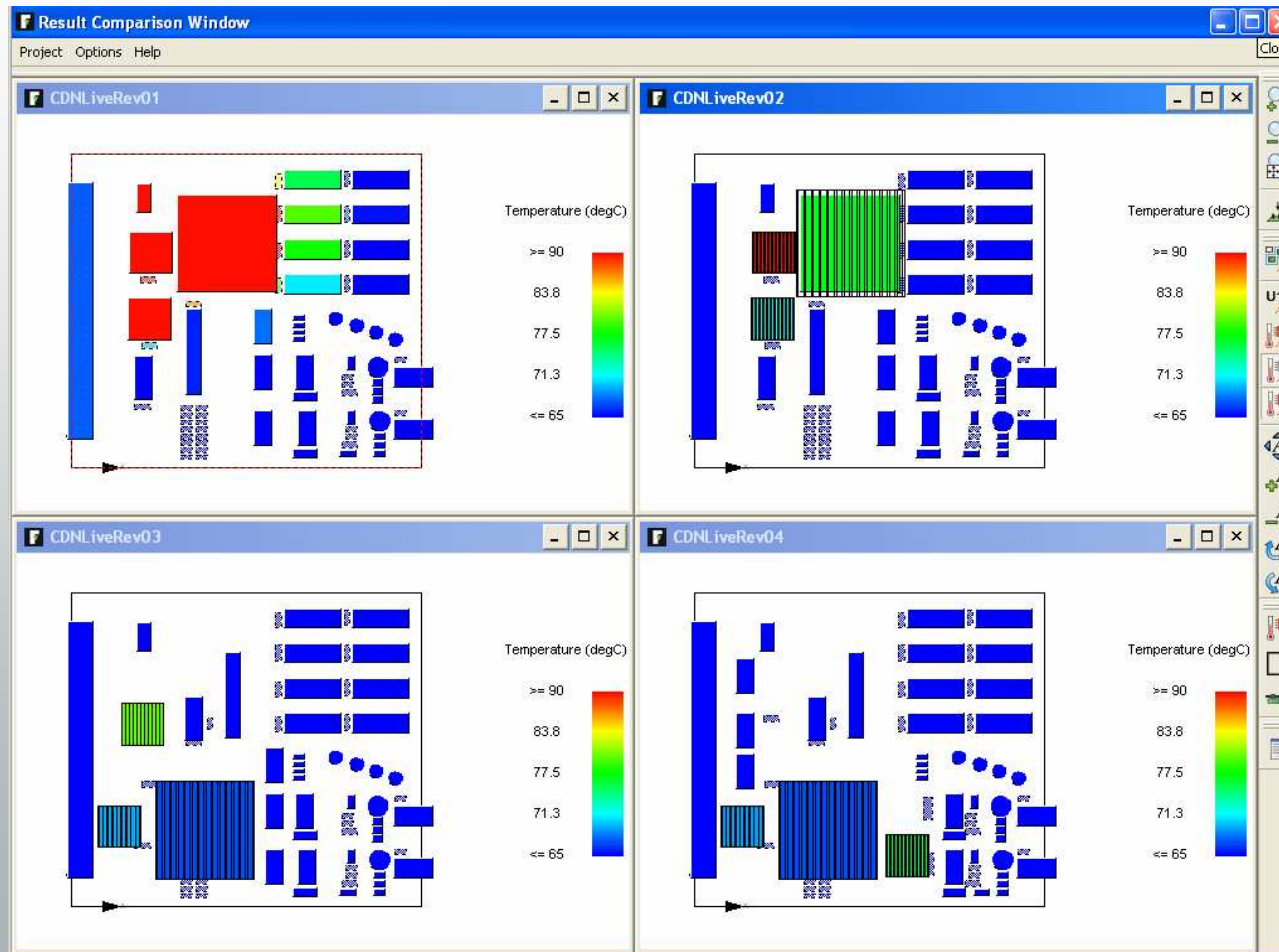 Result Comparison Window
Project Options Help
Clo
CDNLiveRev01
Temperature (degC)
>= 90
83.8
77.5
71.3
<= 65
CDNLiveRev02
Temperature (degC)
>= 90
83.8
77.5
71.3
<= 65
CDNLiveRev03
Temperature (degC)
>= 90
83.8
77.5
71.3
<= 65
CDNLiveRev04
Temperature (degC)
>= 90
83.8
77.5
71.3
<= 65